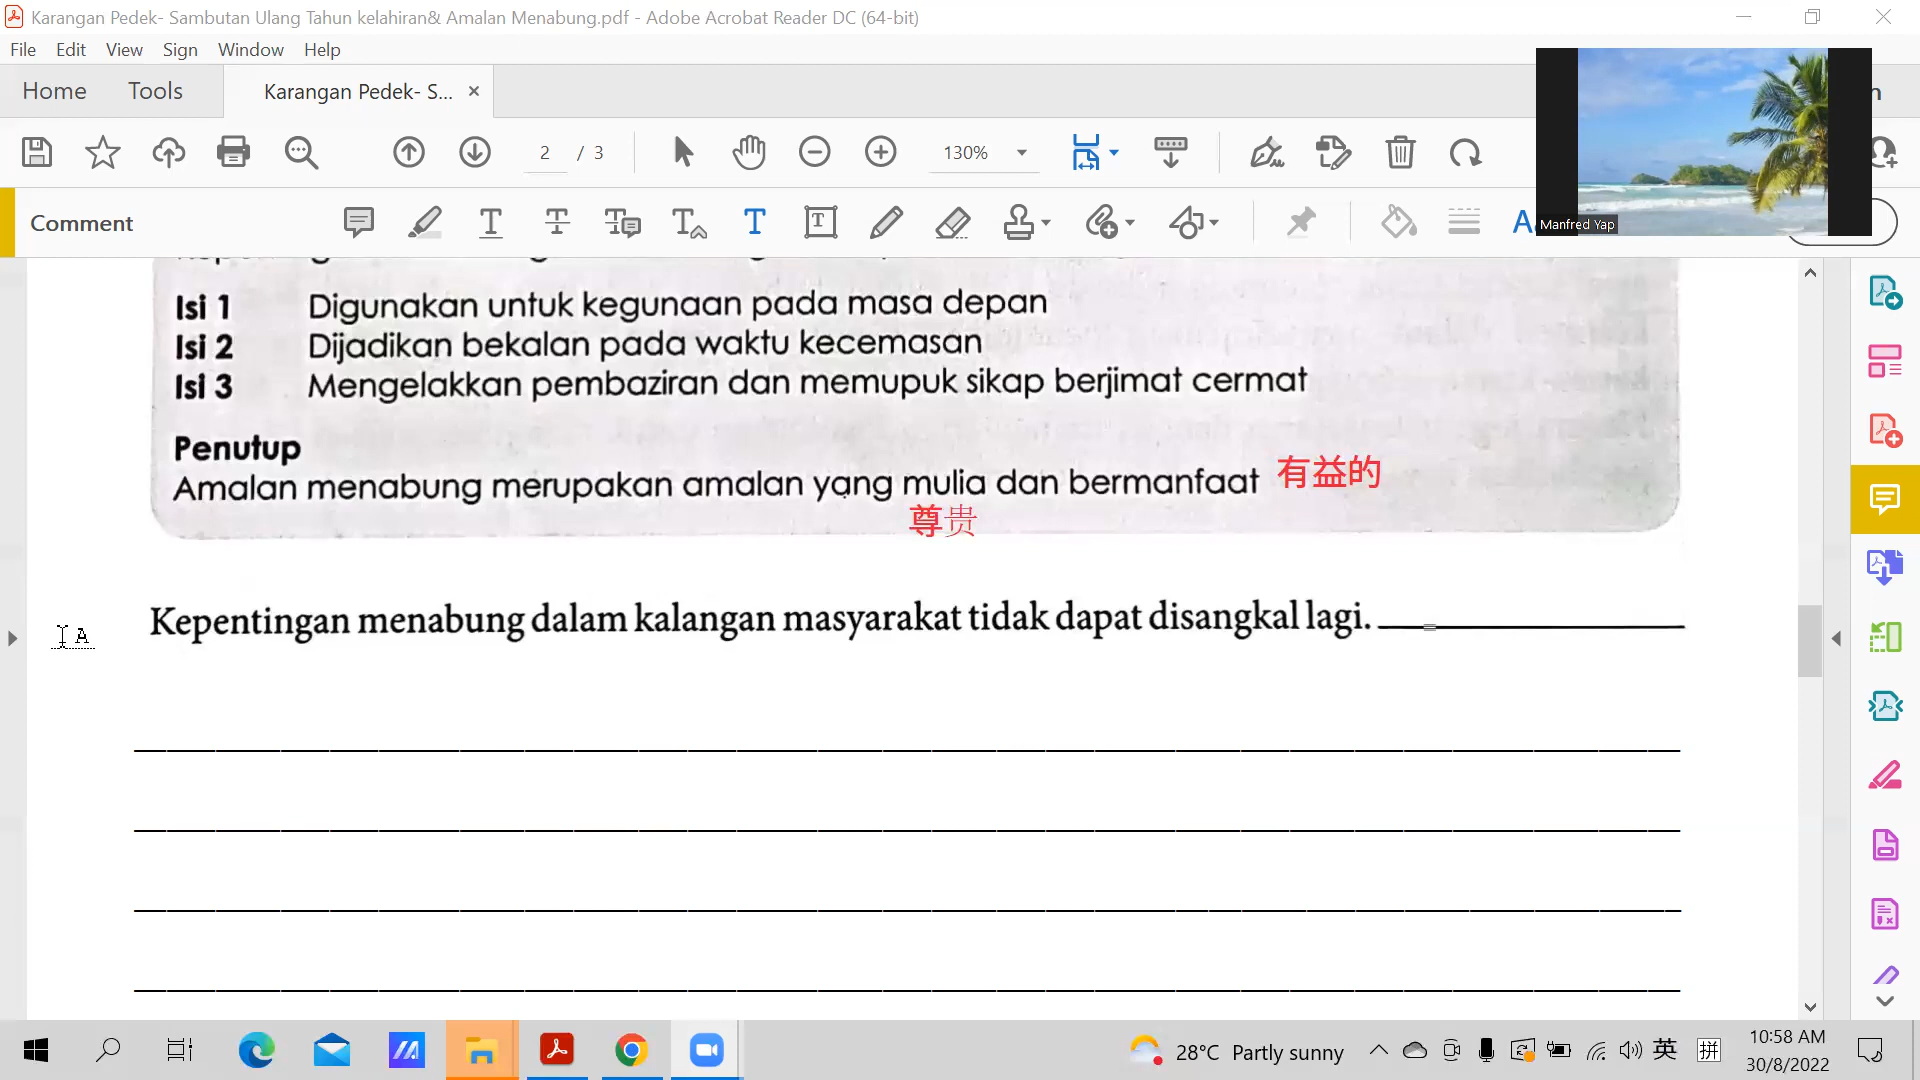 Karangan Pedek- Sambutan Ulang Tahun kelahiran& Amalan Menabung.pdf - Adobe Acrobat Reader DC (64-bit)
File Edit View Sign Window Help
Home Tools Karangan Pedek- S... ×
2 / 3 130%
Comment
Manfred Yap
Isi 1 Digunakan untuk kegunaan pada masa depan
Isi 2 Dijadikan bekalan pada waktu kecemasan
Isi 3 Mengelakkan pembaziran dan memupuk sikap berjimat cermat
Penutup
Amalan menabung merupakan amalan yang mulia dan bermanfaat 有益的
尊贵
Kepentingan menabung dalam kalangan masyarakat tidak dapat disangkal lagi.
28°C Partly sunny 英 拼 10:58 AM
30/8/2022